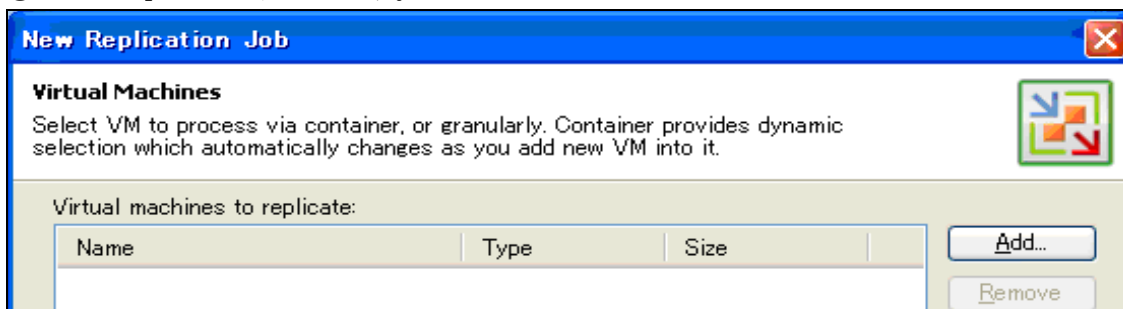 New Replication Job
Virtual Machines
Select VM to process via container, or granularly. Container provides dynamic
selection which automatically changes as you add new VM into it.
Virtual machines to replicate:
Name Type Size
Add...
Remove